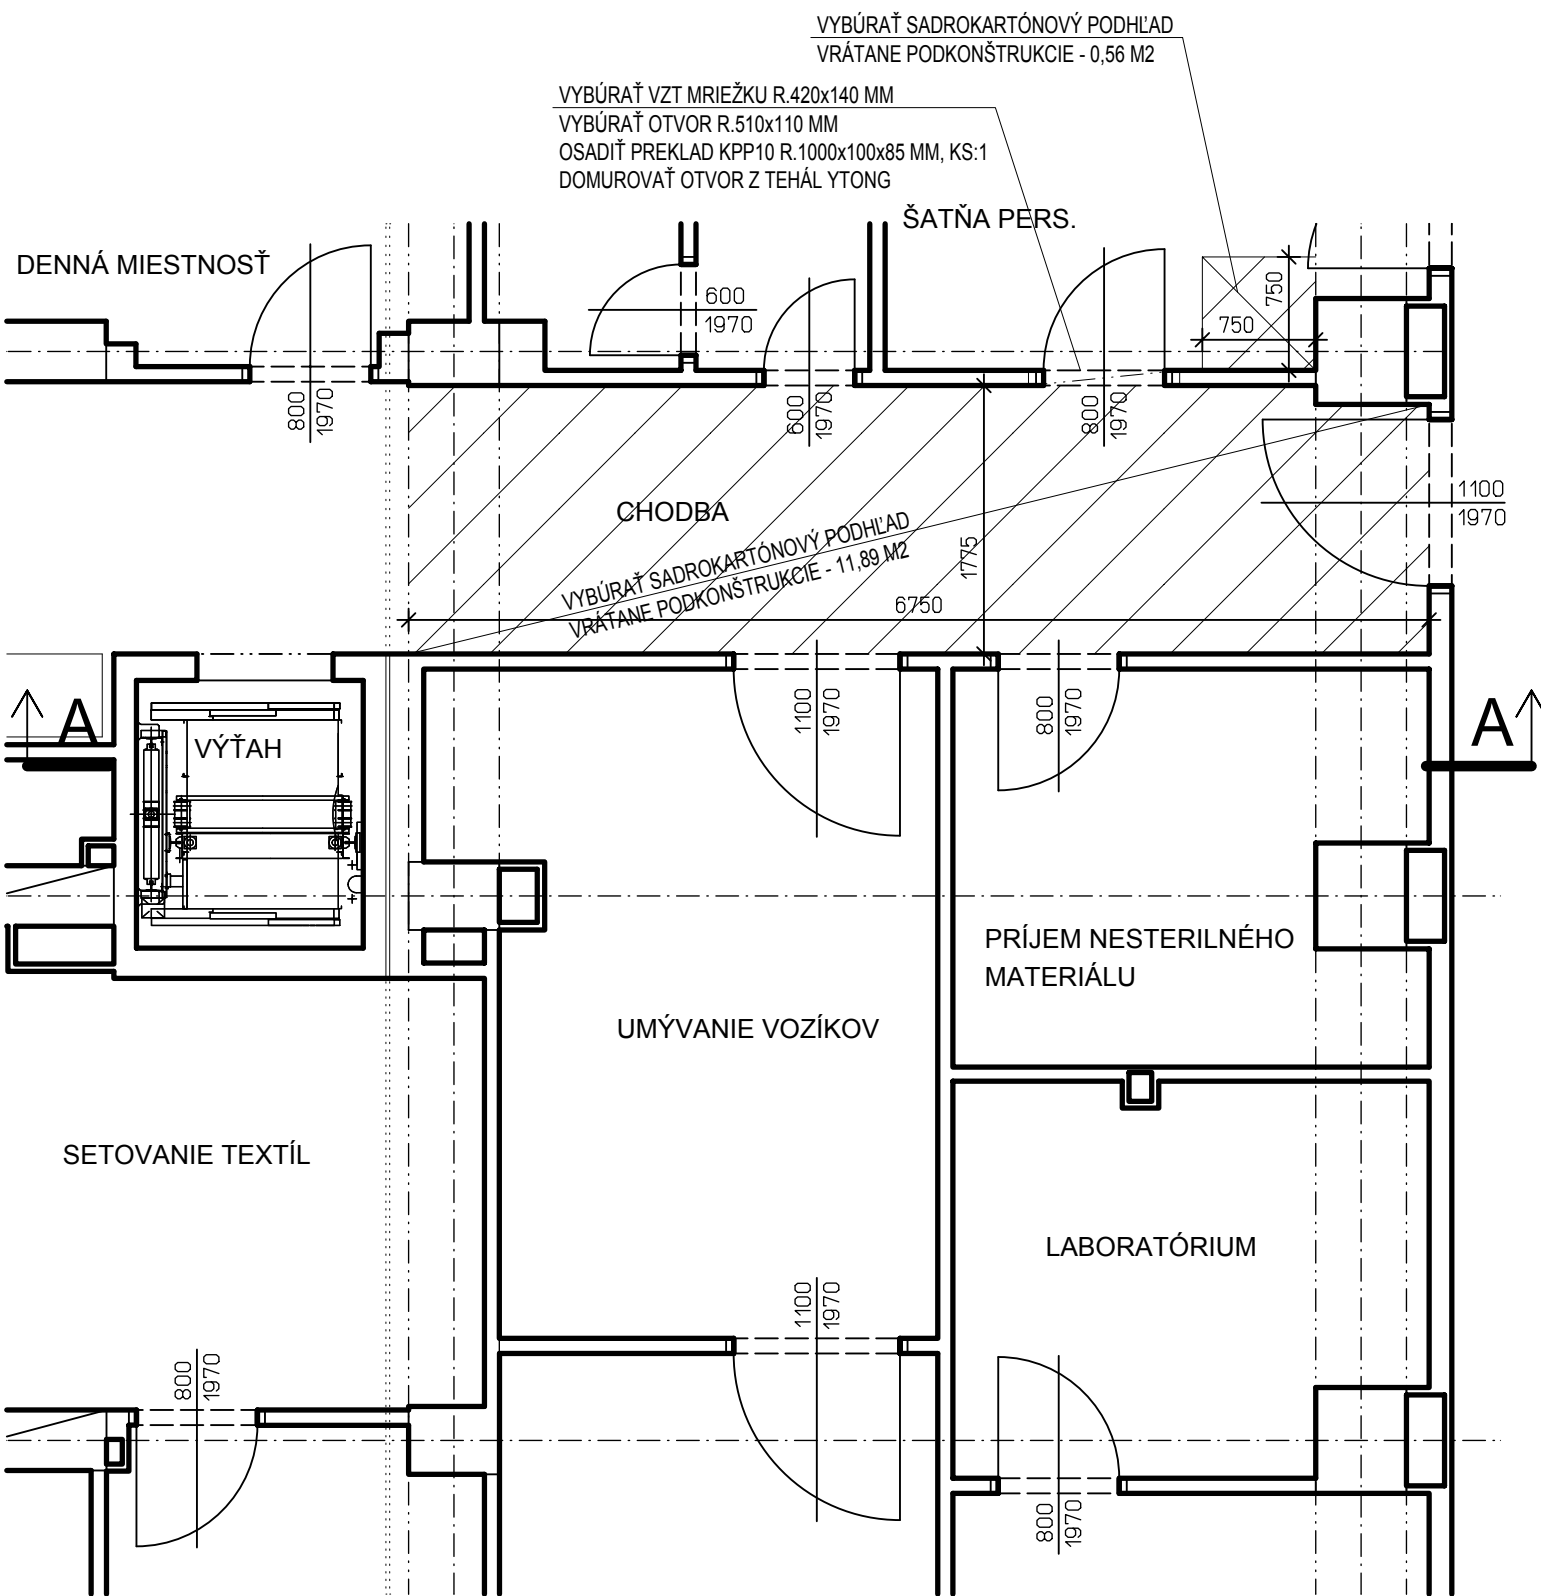 VYBÚRAŤ SADROKARTÓNOVÝ PODHĽAD
VRÁTANE PODKONŠTRUKCIE - 0,56 M2
VYBÚRAŤ VZT MRIEŽKU R.420x140 MM
VYBÚRAŤ OTVOR R.510x110 MM
OSADIŤ PREKLAD KPP10 R.1000x100x85 MM, KS:1
DOMUROVAŤ OTVOR Z TEHÁL YTONG
ŠATŇA PERS.
DENNÁ MIESTNOSŤ
600
1970
750
750
800
1970
600
1970
800
1970
1100
1970
CHODBA
VYBÚRAŤ SADROKARTÓNOVÝ PODHĽAD
VRÁTANE PODKONŠTRUKCIE - 11,89 M2
1775
6750
1100
1970
800
1970
A
A
VÝŤAH
PRÍJEM NESTERILNÉHO
MATERIÁLU
UMÝVANIE VOZÍKOV
SETOVANIE TEXTÍL
LABORATÓRIUM
1100
1970
800
1970
800
1970